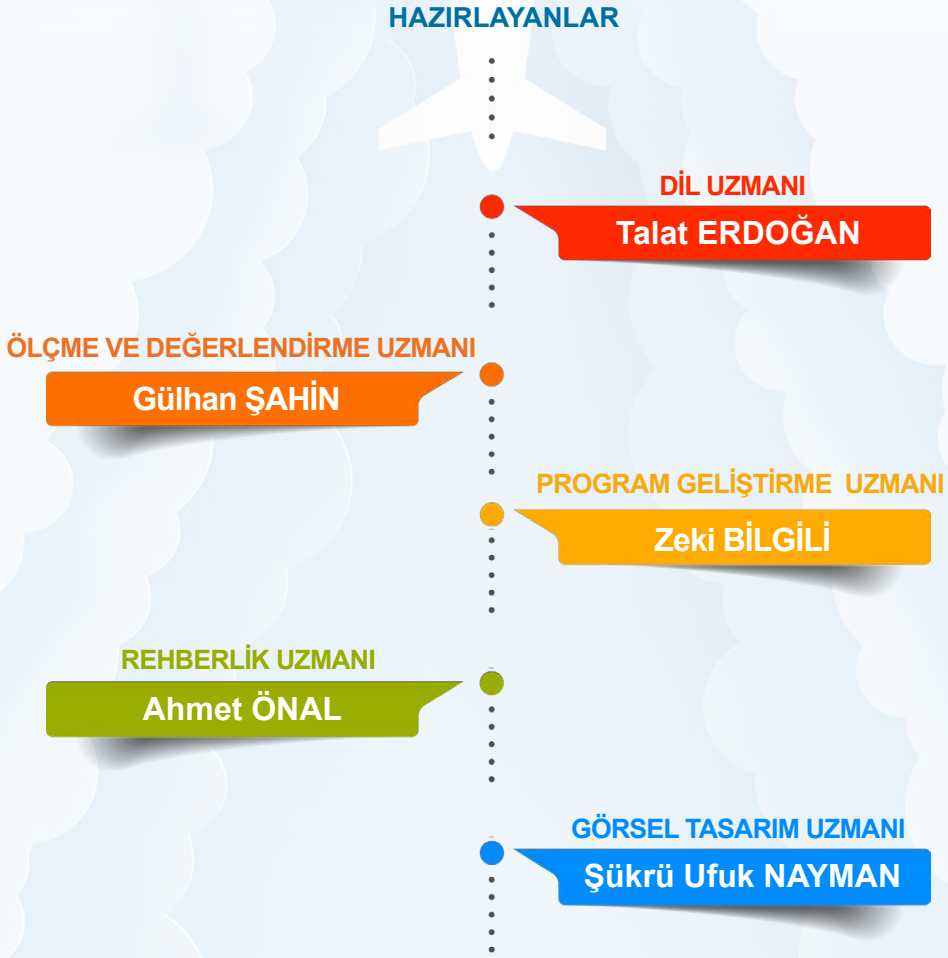 HAZIRLAYANLAR
DİL UZMANI
Talat ERDOĞAN
ÖLÇME VE DEĞERLENDİRME UZMANI
Gülhan ŞAHİN
PROGRAM GELİŞTİRME UZMANI
Zeki BİLGİLİ
REHBERLİK UZMANI
Ahmet ÖNAL
GÖRSEL TASARIM UZMANI
Şükrü Ufuk NAYMAN